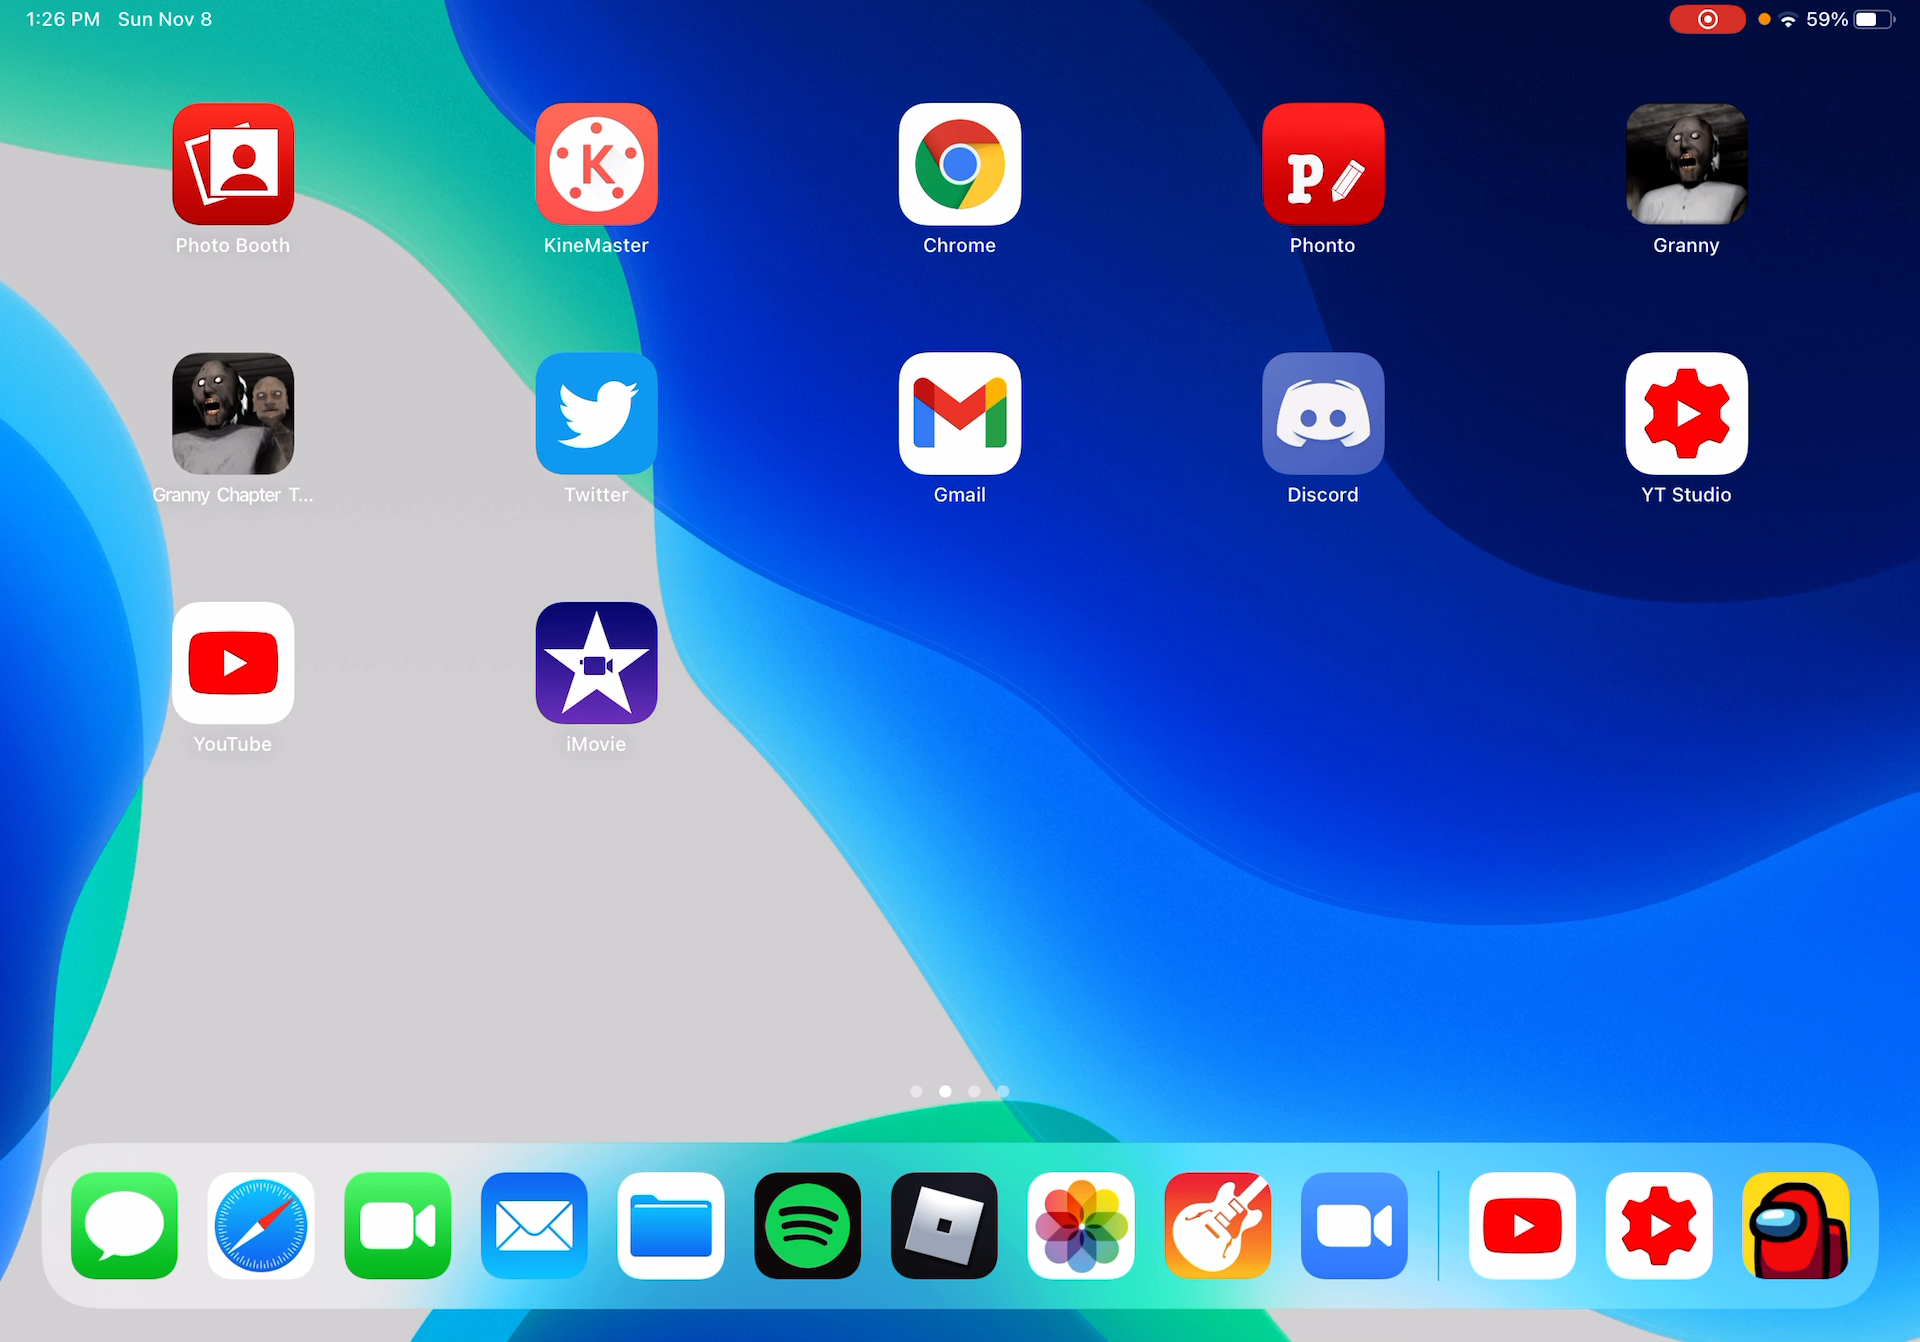 1:26 PM Sun Nov 8
59%
Photo Booth
KineMaster
Chrome
Phonto
Granny
Granny Chapter T...
Twitter
Gmail
Discord
YT Studio
YouTube
iMovie
K
P